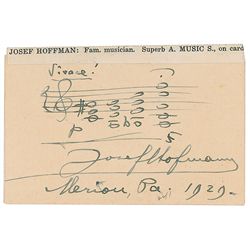 JOSEF HOFFMAN: Fam. musician. Superb A. MUSIC S., on card
Vivace!
p
Josef Hofmann
Merion, Pa. 1929.